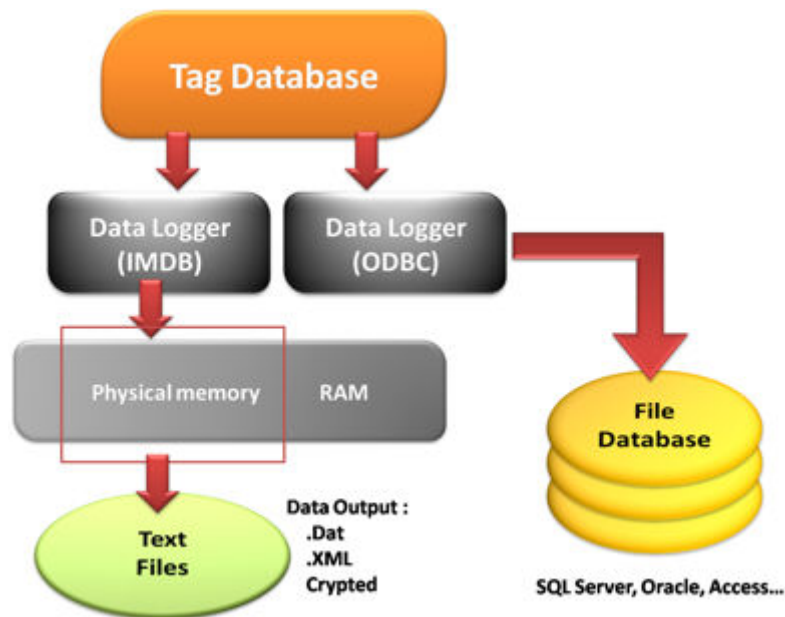 Tag Database
Data Logger
(IMDB)
Data Logger
(ODBC)
Physical memory
RAM
File
Database
Text
Files
Data Output :
.Dat
.XML
Crypted
SQL Server, Oracle, Access...